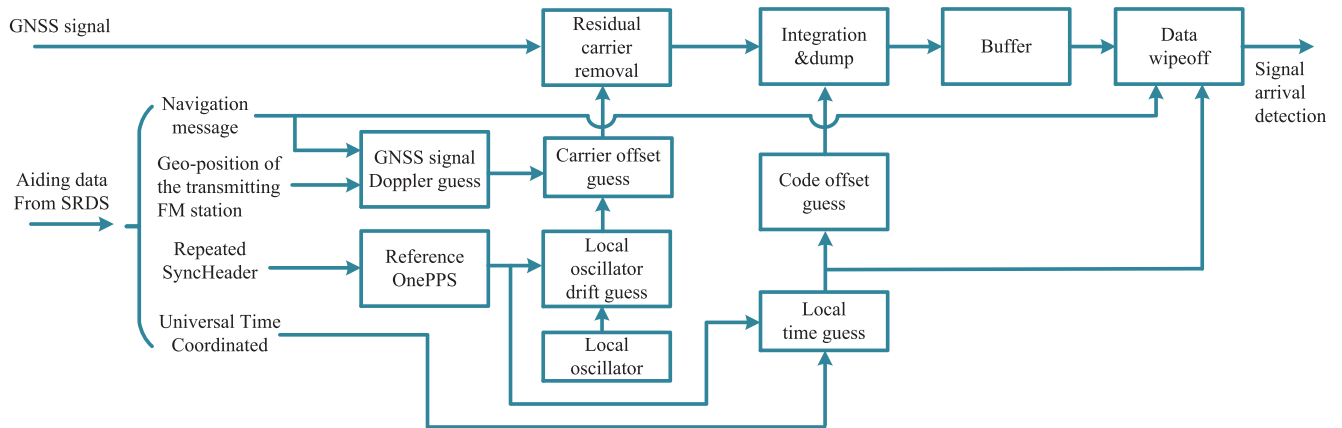 GNSS signal
Residual
carrier
removal
Integration
&dump
Buffer
Data
wipeoff
Signal
arrival
detection
Navigation
message
Geo-position of
the transmitting
FM station
GNSS signal
Doppler guess
Carrier offset
guess
Code offset
guess
Aiding data
From SRDS
Repeated
SyncHeader
Reference
OnePPS
Local
oscillator
drift guess
Local
time guess
Universal Time
Coordinated
Local
oscillator